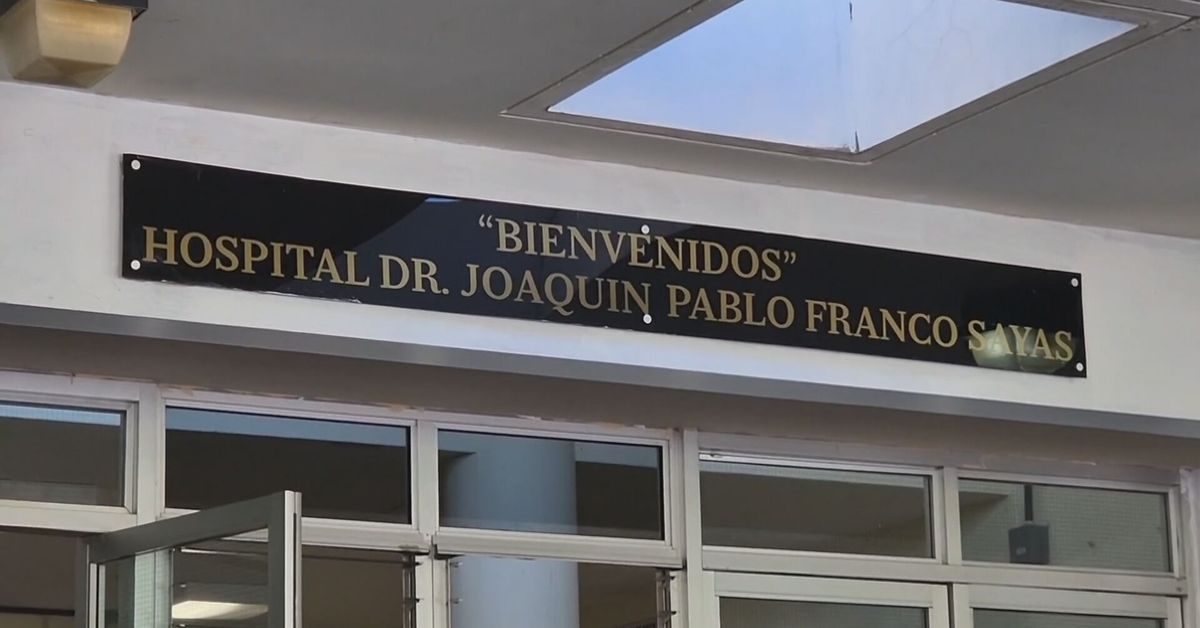 “BIENVENIDOS”
HOSPITAL DR. JOAQUIN PABLO FRANCO SAYAS